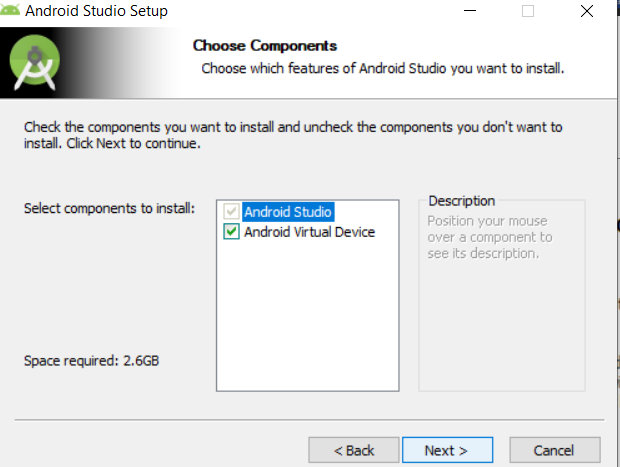 Android Studio Setup
Choose Components
Choose which features of Android Studio you want to install.
Check the components you want to install and uncheck the components you don't want to
install. Click Next to continue.
Select components to install:
Android Studio
Android Virtual Device
Description
Position your mouse
over a component to
see its description.
Space required: 2.6GB
< Back
Next >
Cancel